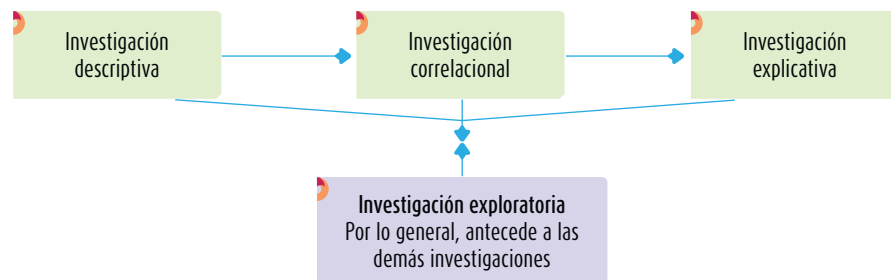 Investigación
descriptiva
Investigación
correlacional
Investigación
explicativa
Investigación exploratoria
Por lo general, antecede a las
demás investigaciones